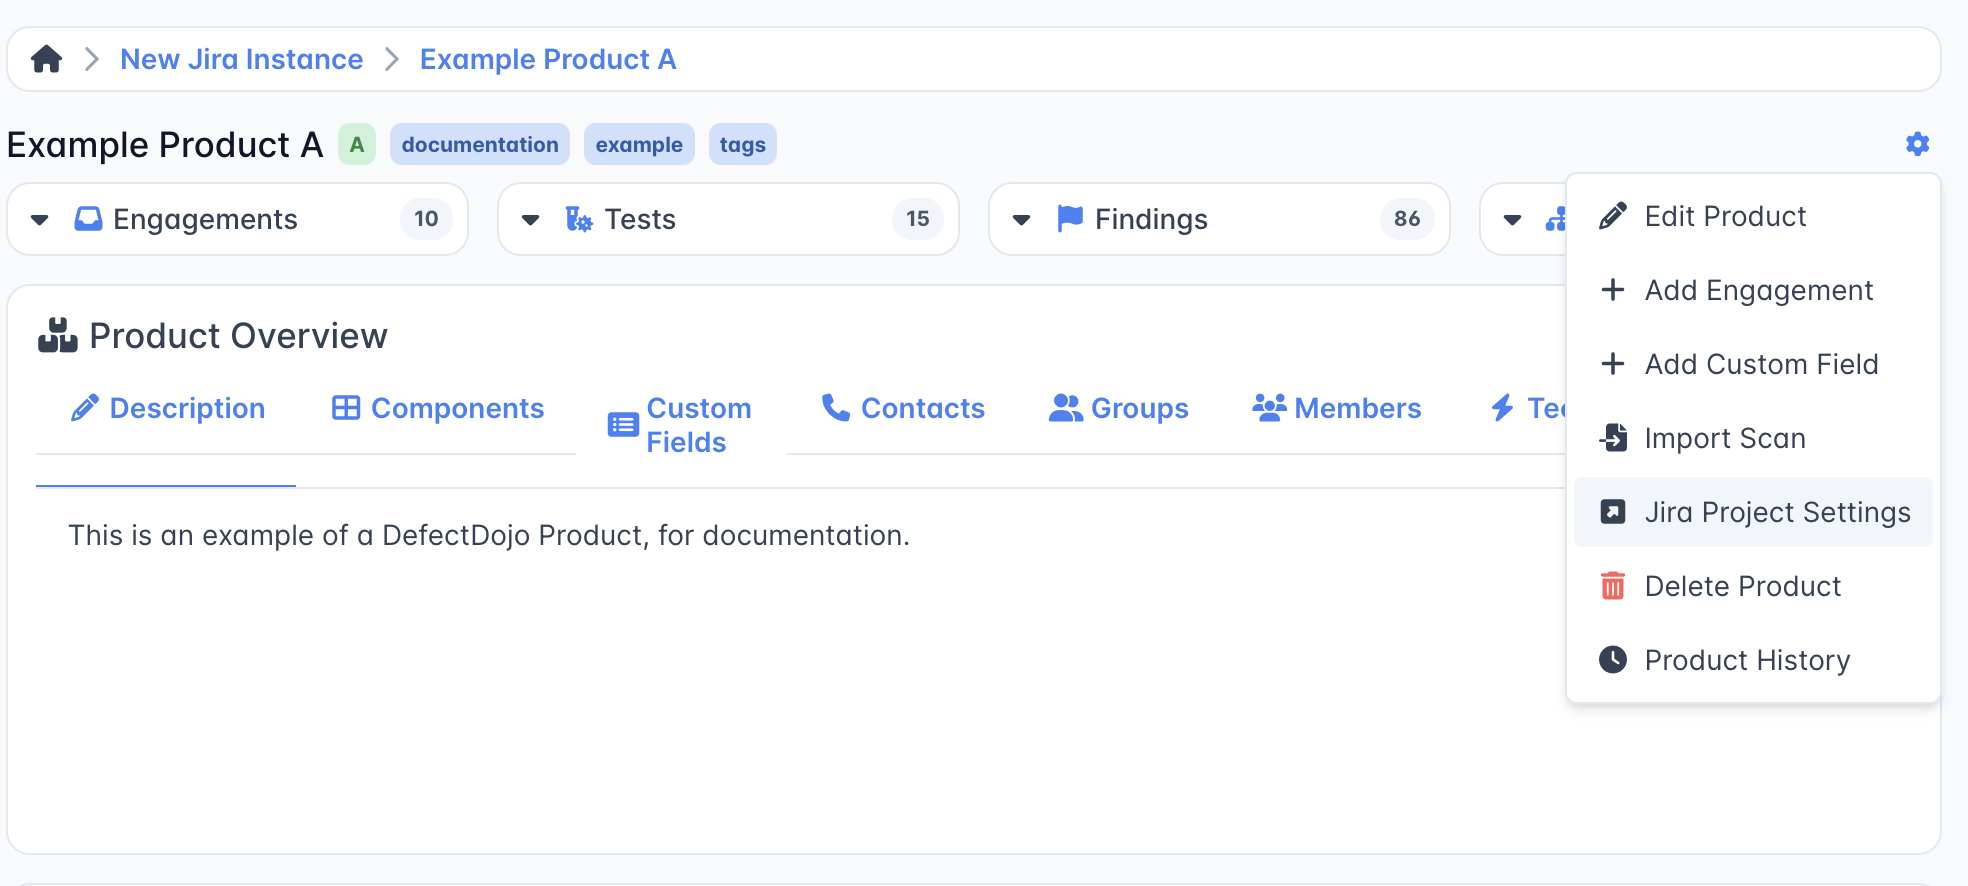 New Jira Instance Example Product A
Example Product A A documentation example tags
Engagements 10 Tests 15 Findings 86
Edit Product
Add Engagement
Add Custom Field
Import Scan
Jira Project Settings
Delete Product
Product History
Product Overview
Description Components Custom Fields Contacts Groups Members
This is an example of a DefectDojo Product, for documentation.